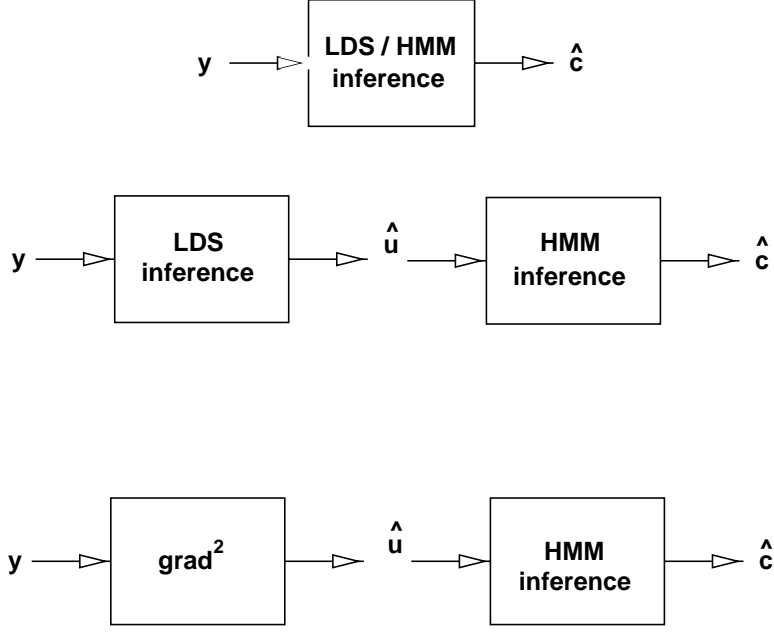 y LDS / HMM inference ĉ
y LDS inference û HMM inference ĉ
y grad² û HMM inference ĉ